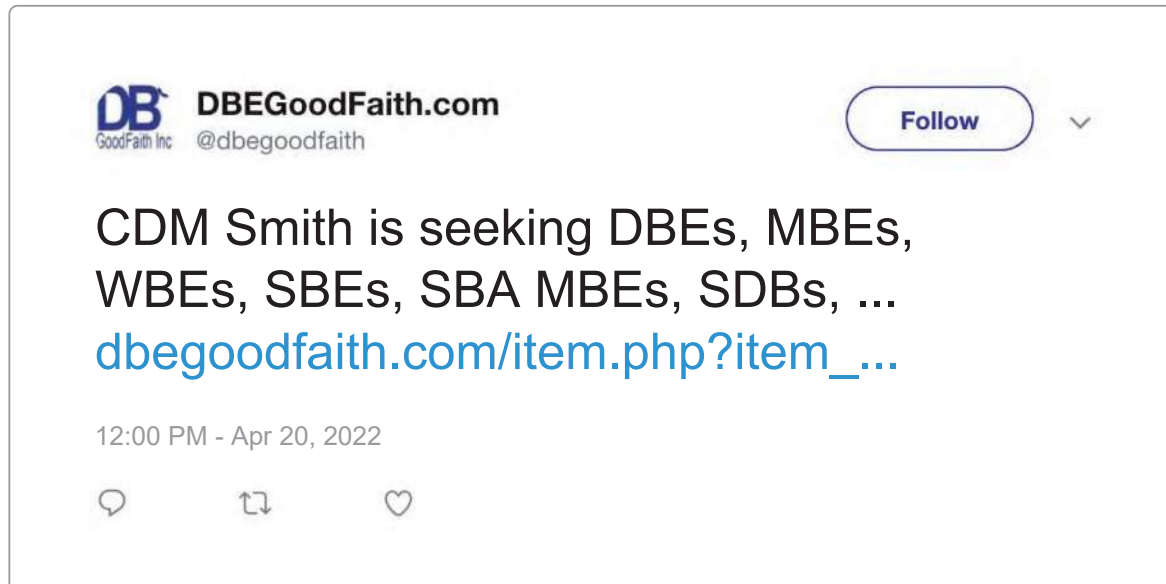 DB
GoodFaith Inc
DBEGoodFaith.com
@dbegoodfaith
Follow
CDM Smith is seeking DBEs, MBEs,
WBEs, SBEs, SBA MBEs, SDBs, ...
dbegoodfaith.com/item.php?item_...
12:00 PM - Apr 20, 2022